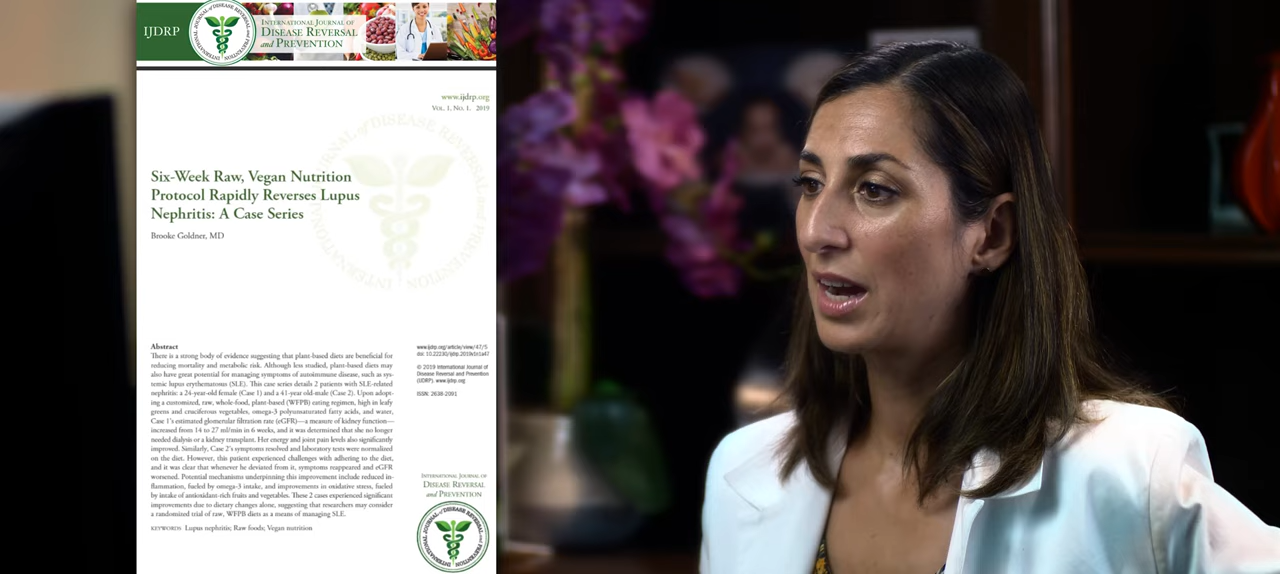 IJDRP
INTERNATIONAL JOURNAL OF
DISEASE REVERSAL
and PREVENTION
www.ijdrp.org
VOL. 1. NO. 1. 2019
Six-Week Raw, Vegan Nutrition
Protocol Rapidly Reverses Lupus
Nephritis: A Case Series
Brooke Goldner, MD
Abstract
There is a strong body of evidence suggesting that plant-based diets are beneficial for
reducing mortality and metabolic risk. Although less studied, plant-based diets may
also have great potential for managing symptoms of autoimmune disease, such as sys-
temic lupus erythematosus (SLE). This case series details 2 patients with SLE-related
nephritis: a 24-year-old female (Case 1) and a 41-year old-male (Case 2). Upon adopt-
ing a customized, raw, whole-food, plant-based (WFPB) eating regimen, high in leafy
greens and cruciferous vegetables, omega-3 polyunsaturated fatty acids, and water,
Case 1's estimated glomerular filtration rate (eGFR)—a measure of kidney function—
increased from 14 to 27 ml/min in 6 weeks, and it was determined that she no longer
needed dialysis or a kidney transplant. Her energy and joint pain levels also significantly
improved. Similarly, Case 2's symptoms resolved and laboratory tests were normalized
on the diet. However, this patient experienced challenges with adhering to the diet,
and it was clear that whenever he deviated from it, symptoms reappeared and eGFR
worsened. Potential mechanisms underpinning this improvement include reduced in-
flammation, fueled by omega-3 intake, and improvements in oxidative stress, fueled
by intake of antioxidant-rich fruits and vegetables. These 2 cases experienced significant
improvements due to dietary changes alone, suggesting that researchers may consider
a randomized trial of raw, WFPB diets as a means of managing SLE.
KEYWORDS Lupus nephritis; Raw foods; Vegan nutrition
www.ijdrp.org/article/view/47/5
doi: 10.22230/ijdrp.2019v1n1a47
© 2019 International Journal of
Disease Reversal and Prevention
(IJDRP). www.ijdrp.org
ISSN: 2638-2091
INTERNATIONAL JOURNAL OF
DISEASE REVERSAL
and PREVENTION